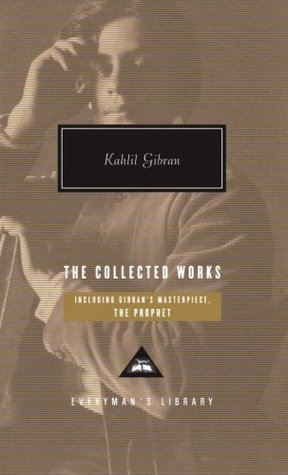 Kahlil Gibran
THE COLLECTED WORKS
INCLUDING GIBRAN'S MASTERPIECE,
THE PROPHET
EVERYMAN'S LIBRARY